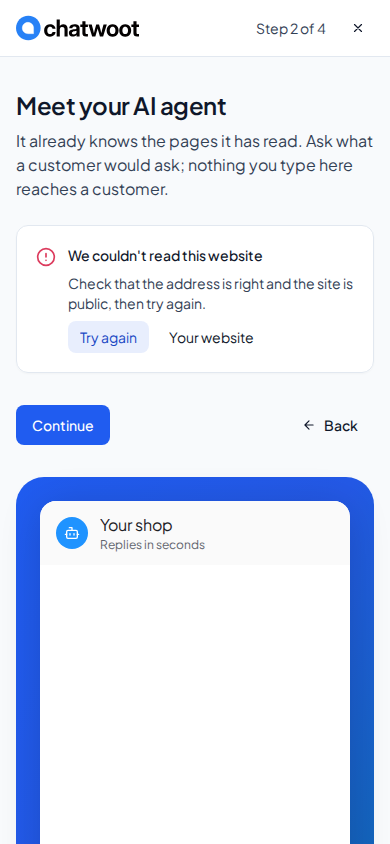 chatwoot
Step 2 of 4
Meet your AI agent
It already knows the pages it has read. Ask what
a customer would ask; nothing you type here
reaches a customer.
We couldn't read this website
Check that the address is right and the site is
public, then try again.
Try again
Your website
Continue
Back
Your shop
Replies in seconds